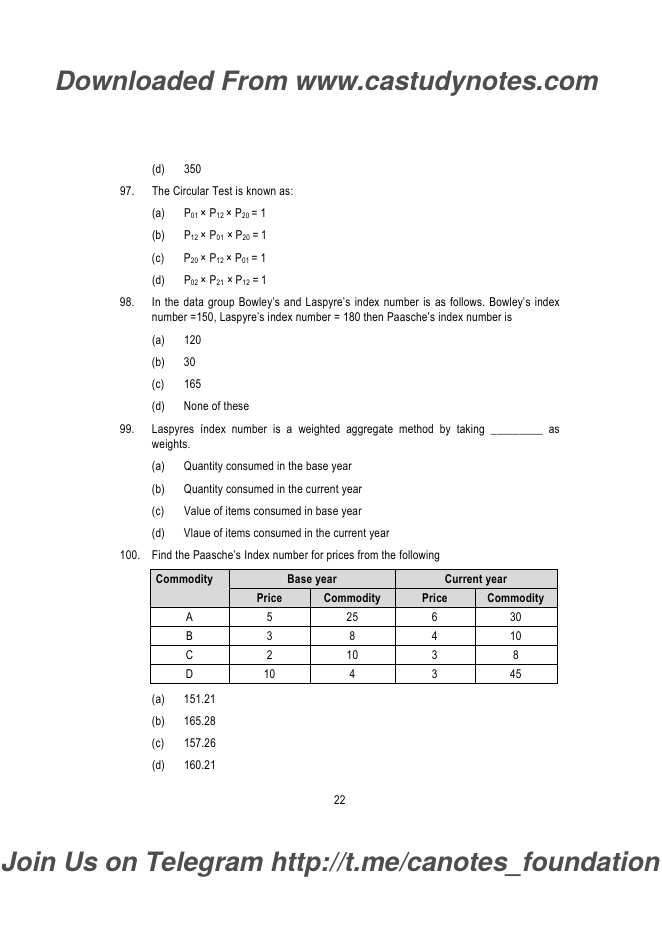 Downloaded From www.castudynotes.com
(d) 350
97. The Circular Test is known as:
(a) P01 × P12 × P20 = 1
(b) P12 × P01 × P20 = 1
(c) P20 × P12 × P01 = 1
(d) P02 × P21 × P12 = 1
98. In the data group Bowley's and Laspyre's index number is as follows. Bowley's index
number =150, Laspyre's index number = 180 then Paasche's index number is
(a) 120
(b) 30
(c) 165
(d) None of these
99. Laspyres index number is a weighted aggregate method by taking ________ as
weights.
(a) Quantity consumed in the base year
(b) Quantity consumed in the current year
(c) Value of items consumed in base year
(d) Vlaue of items consumed in the current year
100. Find the Paasche's Index number for prices from the following
Commodity Base year Current year
Price Commodity Price Commodity
A 5 25 6 30
B 3 8 4 10
C 2 10 3 8
D 10 4 3 45
(a) 151.21
(b) 165.28
(c) 157.26
(d) 160.21
22
Join Us on Telegram http://t.me/canotes_foundation